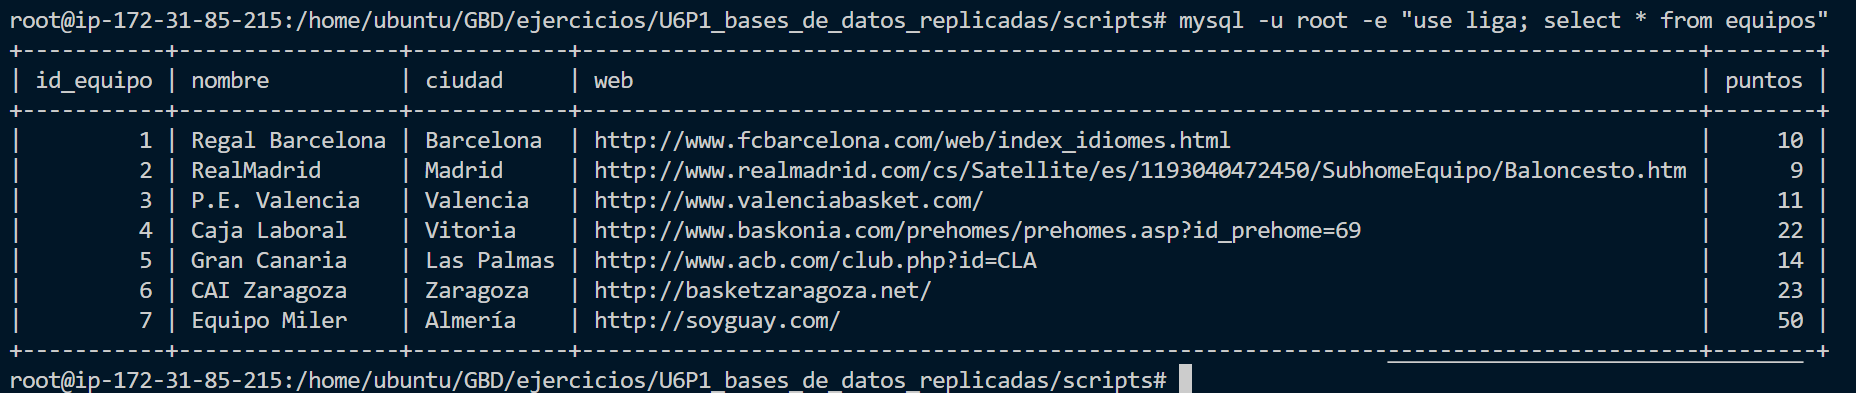 root@ip-172-31-85-215:/home/ubuntu/GBD/ejercicios/U6P1_bases_de_datos_replicadas/scripts# mysql -u root -e "use liga; select * from equipos"
+-----------+------------------+------------+--------------------------------------------------------------------------------------+--------+
| id_equipo | nombre           | ciudad     | web                                                                                  | puntos |
+-----------+------------------+------------+--------------------------------------------------------------------------------------+--------+
|         1 | Regal Barcelona  | Barcelona  | http://www.fcbarcelona.com/web/index_idiomes.html                                    |     10 |
|         2 | RealMadrid       | Madrid     | http://www.realmadrid.com/cs/Satellite/es/1193040472450/SubhomeEquipo/Baloncesto.htm |      9 |
|         3 | P.E. Valencia    | Valencia   | http://www.valenciabasket.com/                                                       |     11 |
|         4 | Caja Laboral     | Vitoria    | http://www.baskonia.com/prehomes/prehomes.asp?id_prehome=69                          |     22 |
|         5 | Gran Canaria     | Las Palmas | http://www.acb.com/club.php?id=CLA                                                   |     14 |
|         6 | CAI Zaragoza     | Zaragoza   | http://basketzaragoza.net/                                                           |     23 |
|         7 | Equipo Miler     | Almería    | http://soyguay.com/                                                                  |     50 |
+-----------+------------------+------------+--------------------------------------------------------------------------------------+--------+
root@ip-172-31-85-215:/home/ubuntu/GBD/ejercicios/U6P1_bases_de_datos_replicadas/scripts#